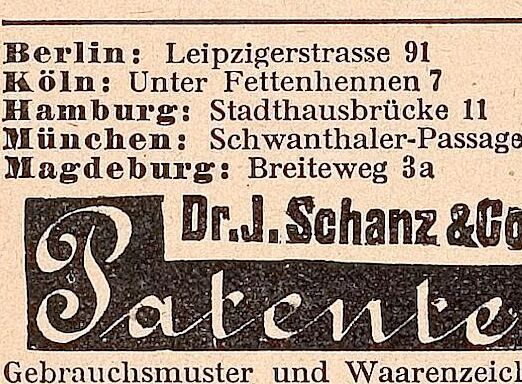 Berlin: Leipzigerstrasse 91
Köln: Unter Fettenhennen 7
Hamburg: Stadthausbrücke 11
München: Schwanthaler-Passage
Magdeburg: Breiteweg 3a
Dr. J. Schanz & Co
Patente
Gebrauchsmuster und Waarenzeich